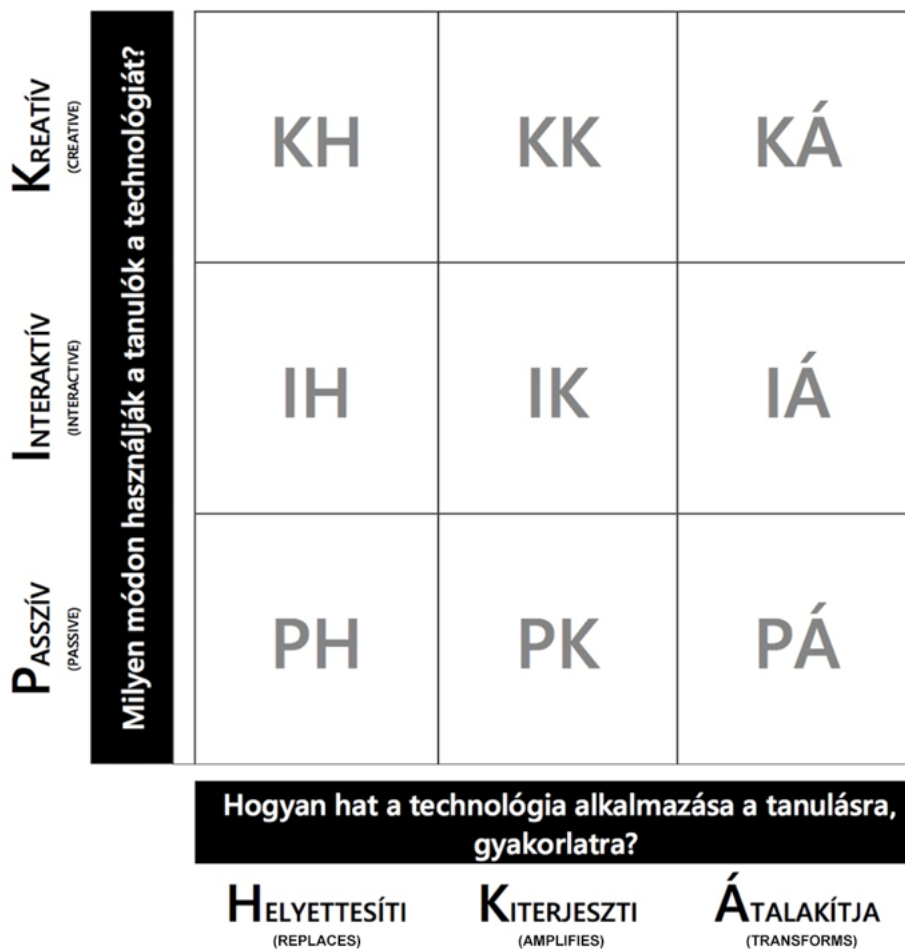 KREATÍV
(CREATIVE)
INTERAKTÍV
(INTERACTIVE)
PASSZÍV
(PASSIVE)
Milyen módon használják a tanulók a technológiát?
KH KK KÁ
IH IK IÁ
PH PK PÁ
Hogyan hat a technológia alkalmazása a tanulásra,
gyakorlatra?
HELYETTESÍTI KITERJESZTI ÁTALAKÍTJA
(REPLACES) (AMPLIFIES) (TRANSFORMS)